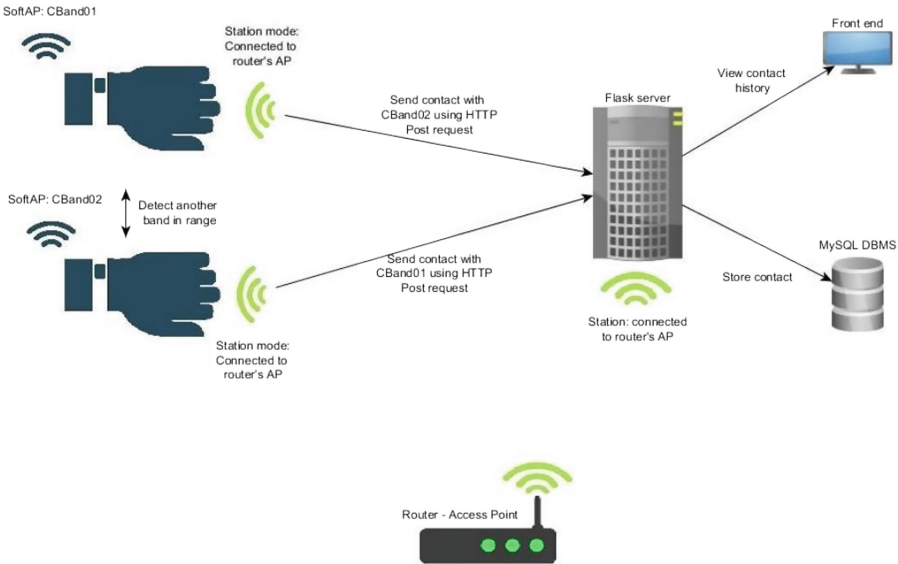 SoftAP: CBand01
Station mode:
Connected to
router's AP
Front end
View contact
history
Send contact with
CBand02 using HTTP
Post request
Flask server
SoftAP: CBand02
Detect another
band in range
Send contact with
CBand01 using HTTP
Post request
MySQL DBMS
Store contact
Station: connected
to router's AP
Station mode:
Connected to
router's AP
Router - Access Point